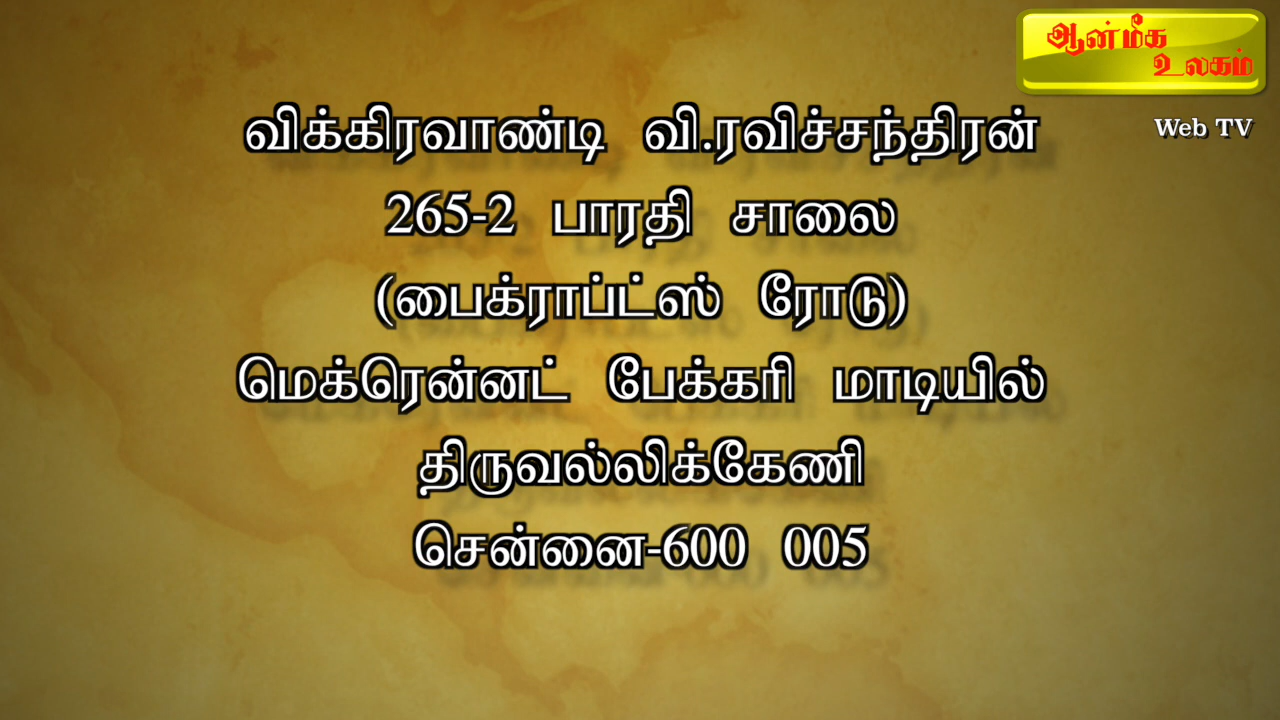 ஆன்மீக
உலகம்
Web TV
விக்கிரவாண்டி வி.ரவிச்சந்திரன்
265-2 பாரதி சாலை
(பைக்ராப்ட்ஸ் ரோடு)
மெக்ரென்னட் பேக்கரி மாடியில்
திருவல்லிக்கேணி
சென்னை-600 005